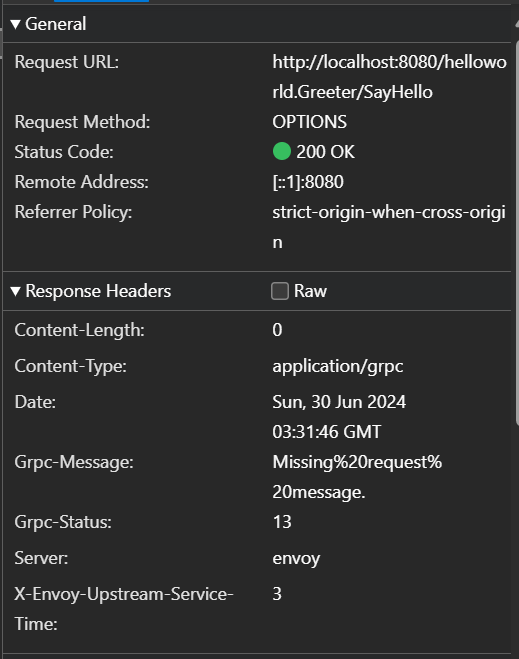 General
Request URL: http://localhost:8080/hellowo
rld.Greeter/SayHello
Request Method: OPTIONS
Status Code: 200 OK
Remote Address: [::1]:8080
Referrer Policy: strict-origin-when-cross-origi
n
Response Headers Raw
Content-Length: 0
Content-Type: application/grpc
Date: Sun, 30 Jun 2024
03:31:46 GMT
Grpc-Message: Missing%20request%
20message.
Grpc-Status: 13
Server: envoy
X-Envoy-Upstream-Service- 3
Time: